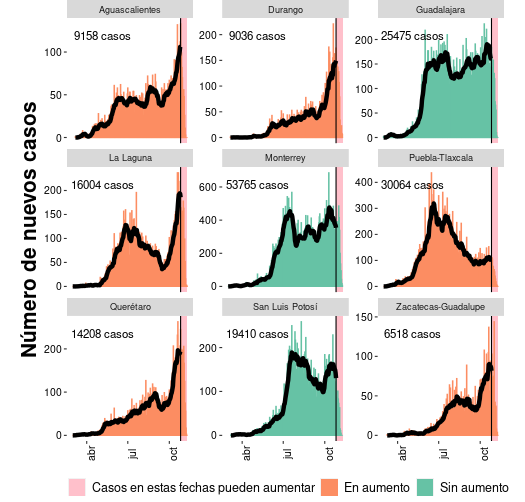 Número de nuevos casos
Aguascalientes
Durango
Guadalajara
9158 casos
9036 casos
25475 casos
100
50
0
200
150
100
50
0
200
150
100
50
0
La Laguna
Monterrey
Puebla-Tlaxcala
16004 casos
53765 casos
30064 casos
200
150
100
50
0
600
400
200
0
400
300
200
100
0
Querétaro
San Luis Potosí
Zacatecas-Guadalupe
14208 casos
19410 casos
6518 casos
200
100
0
200
100
0
150
100
50
0
abr
jul
oct
abr
jul
oct
abr
jul
oct
Casos en estas fechas pueden aumentar
En aumento
Sin aumento